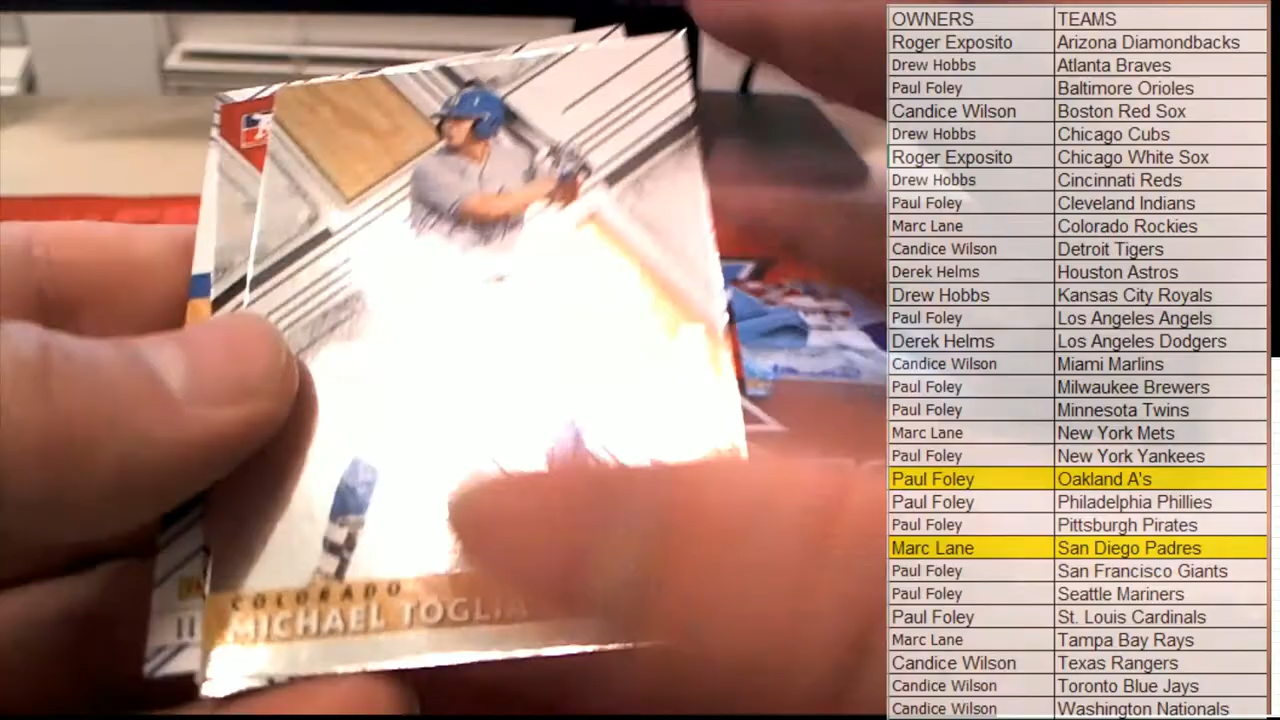 OWNERS TEAMS
Roger Exposito Arizona Diamondbacks
Drew Hobbs Atlanta Braves
Paul Foley Baltimore Orioles
Candice Wilson Boston Red Sox
Drew Hobbs Chicago Cubs
Roger Exposito Chicago White Sox
Drew Hobbs Cincinnati Reds
Paul Foley Cleveland Indians
Marc Lane Colorado Rockies
Candice Wilson Detroit Tigers
Derek Helms Houston Astros
Drew Hobbs Kansas City Royals
Paul Foley Los Angeles Angels
Derek Helms Los Angeles Dodgers
Candice Wilson Miami Marlins
Paul Foley Milwaukee Brewers
Paul Foley Minnesota Twins
Marc Lane New York Mets
Paul Foley New York Yankees
Paul Foley Oakland A's
Paul Foley Philadelphia Phillies
Paul Foley Pittsburgh Pirates
Marc Lane San Diego Padres
Paul Foley San Francisco Giants
Paul Foley Seattle Mariners
Paul Foley St. Louis Cardinals
Marc Lane Tampa Bay Rays
Candice Wilson Texas Rangers
Candice Wilson Toronto Blue Jays
Candice Wilson Washington Nationals
COLORADO
MICHAEL TOGLIA